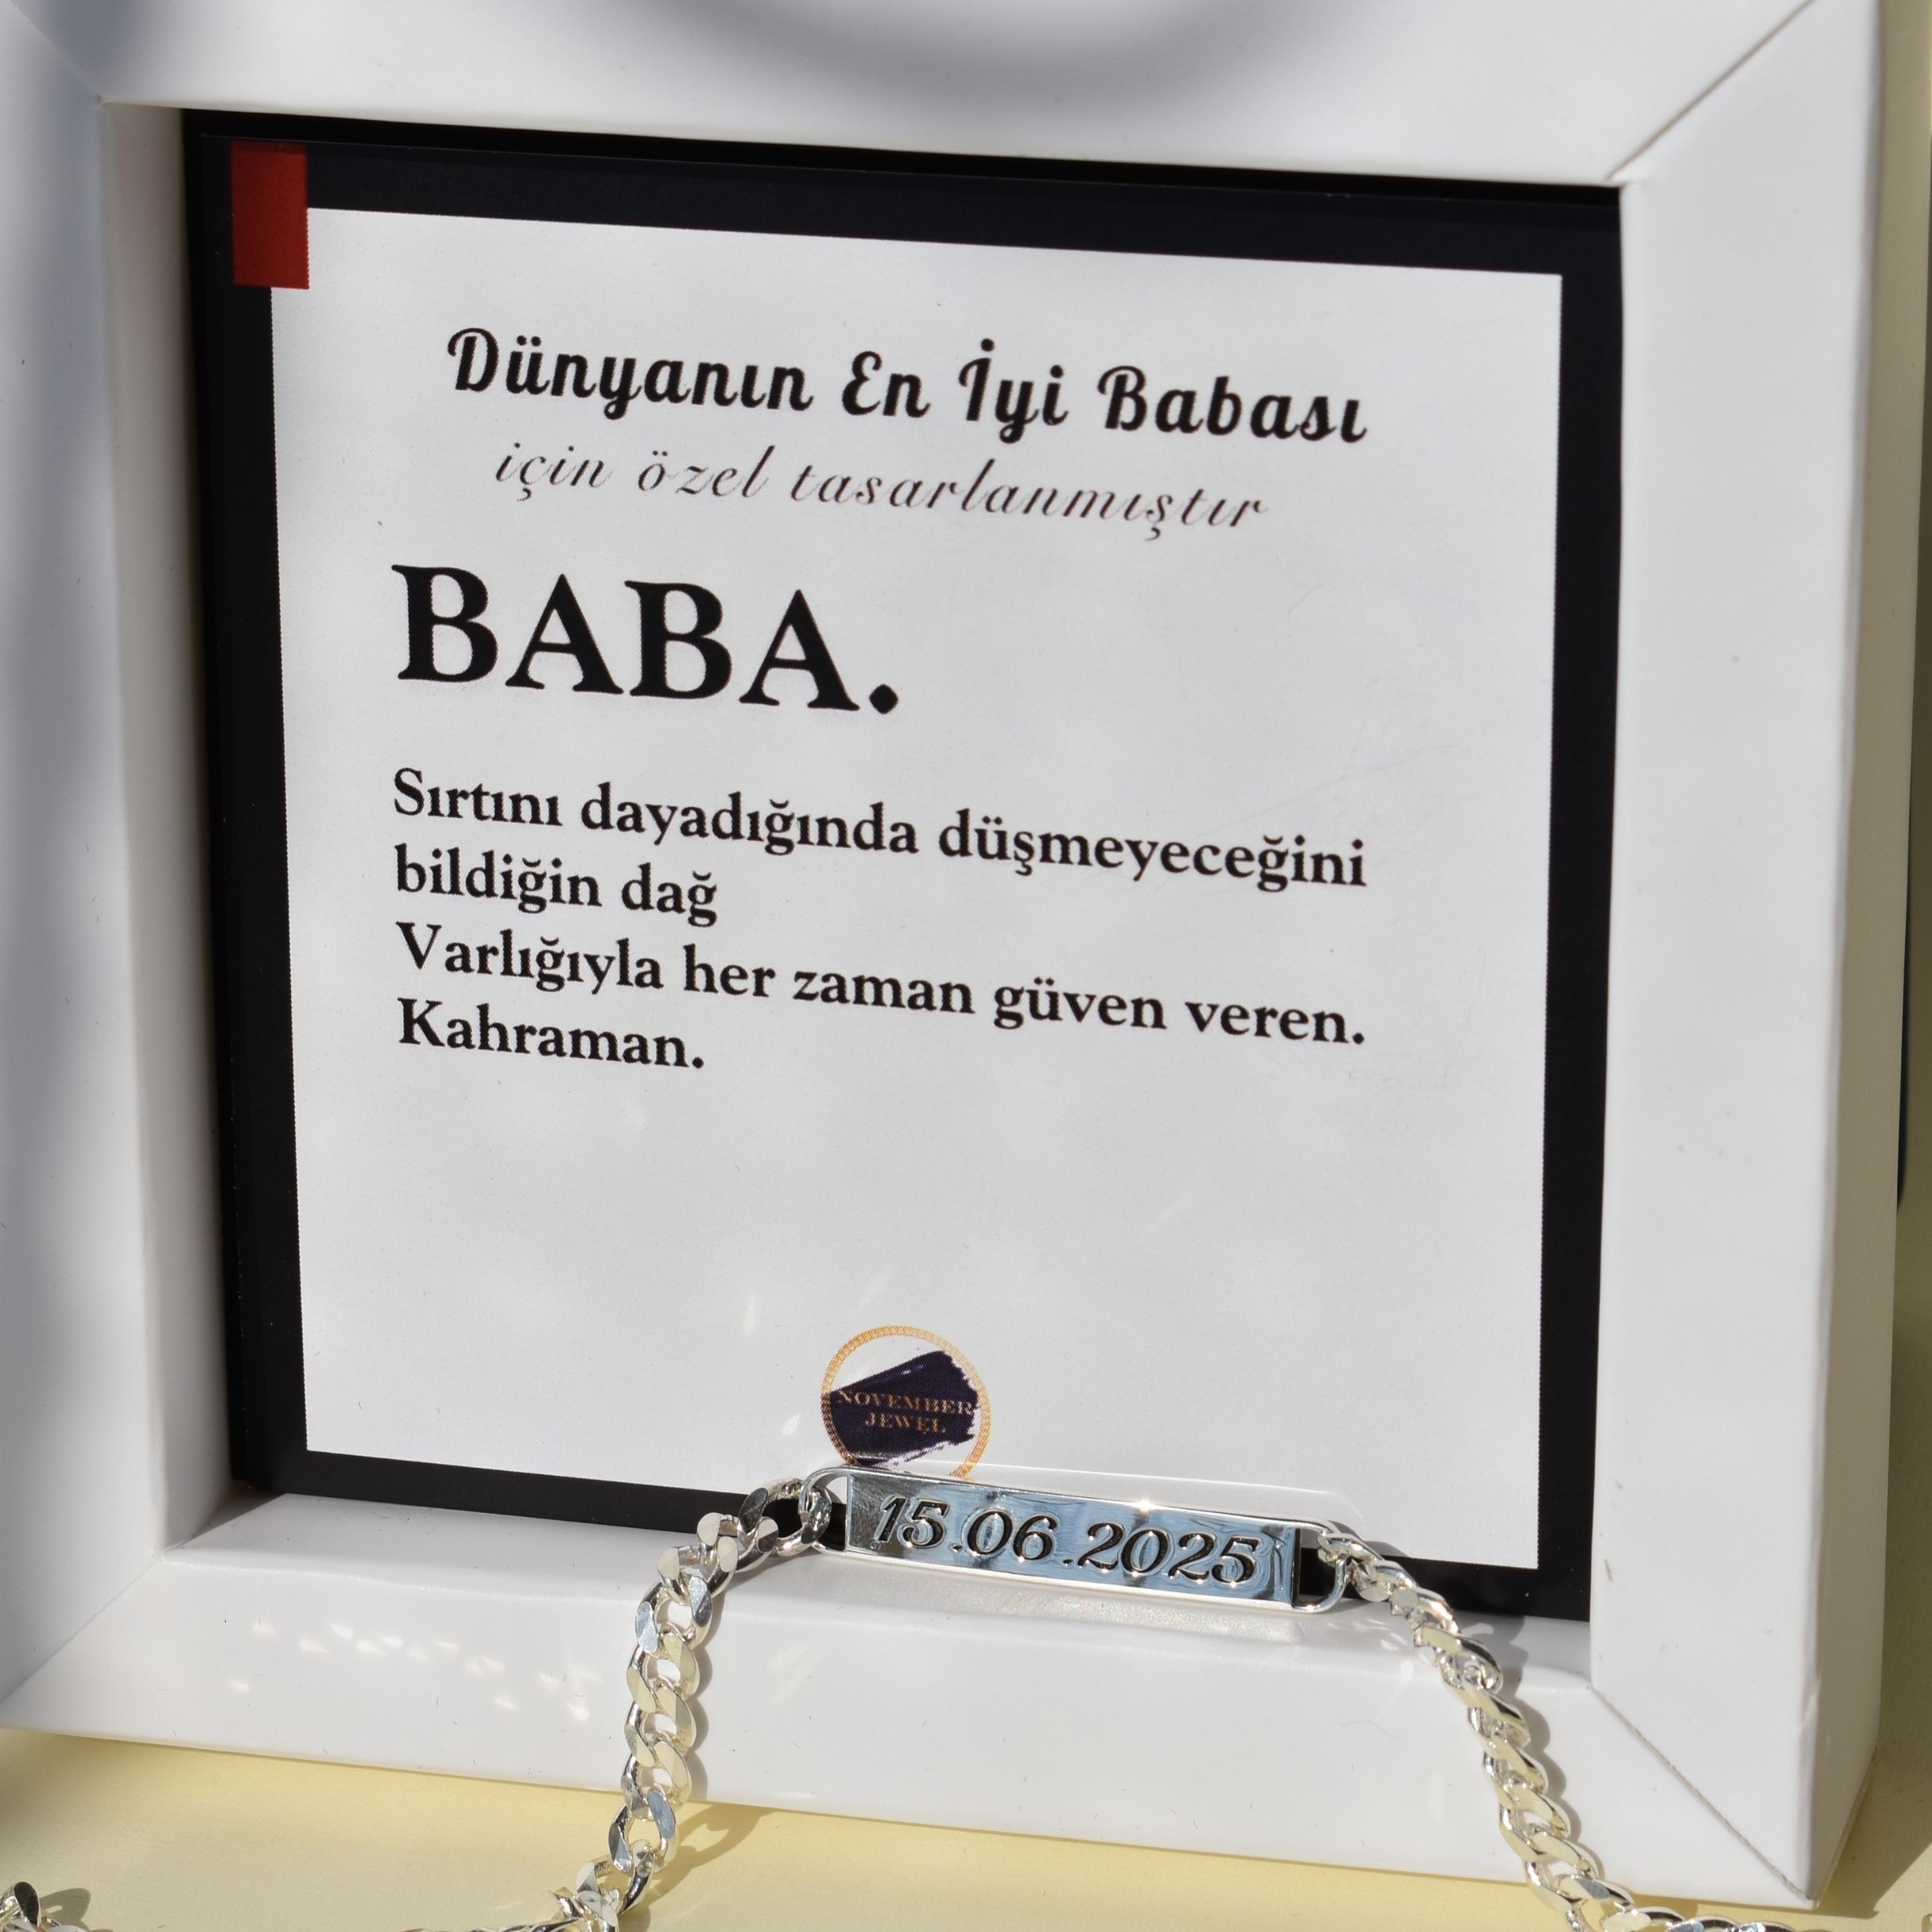 Dünyanın En İyi Babası
için özel tasarlanmıştır
BABA.
Sırtını dayadığında düşmeyeceğini
bildiğin dağ
Varlığıyla her zaman güven veren.
Kahraman.
NOVEMBER
JEWEL
15.06.2025